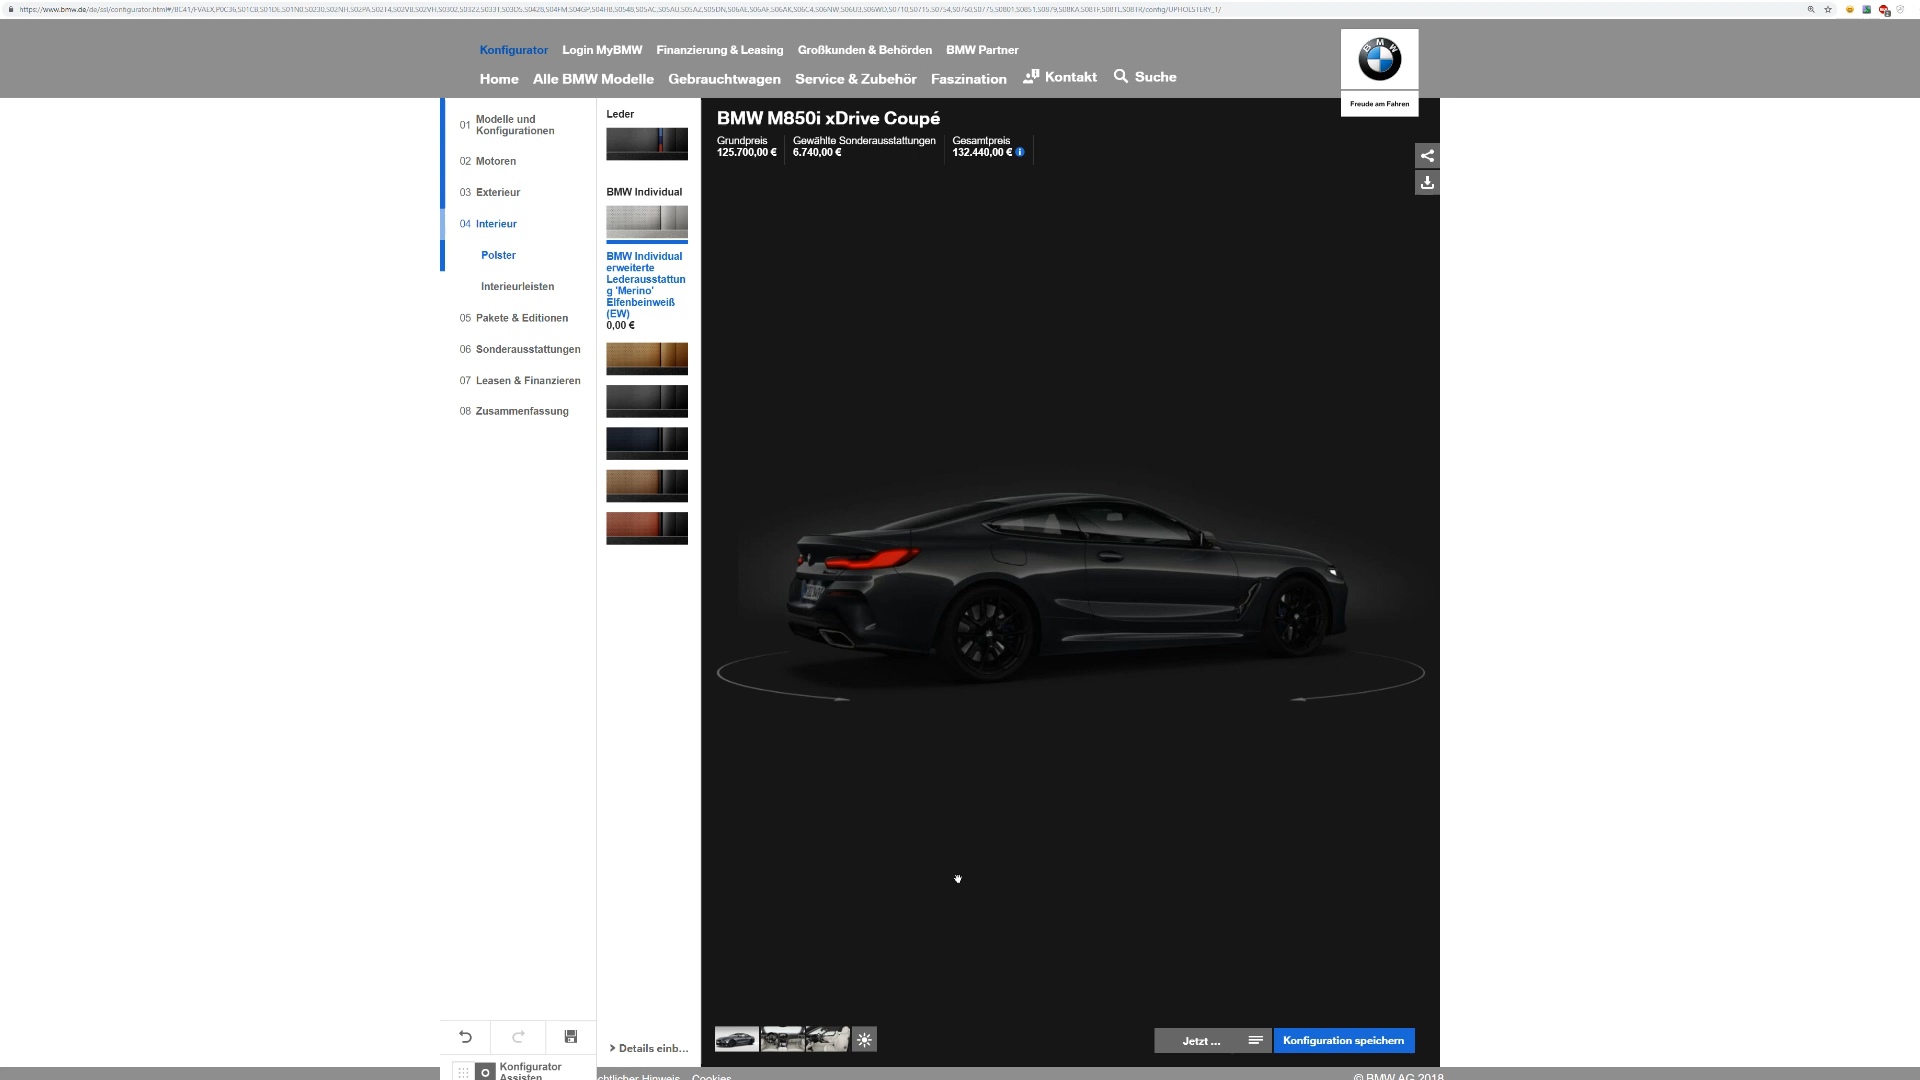 Konfigurator Login MyBMW Finanzierung & Leasing Großkunden & Behörden BMW Partner
Home Alle BMW Modelle Gebrauchtwagen Service & Zubehör Faszination Kontakt Suche
BMW
Freude am Fahren
01 Modelle und
Konfigurationen
02 Motoren
03 Exterieur
04 Interieur
Polster
Interieurleisten
05 Pakete & Editionen
06 Sonderausstattungen
07 Leasen & Finanzieren
08 Zusammenfassung
Konfigurator
Assisten
Leder
BMW Individual
BMW Individual
erweiterte
Lederausstattun
g 'Merino'
Elfenbeinweiß
(EW)
0,00 €
> Details einb...
BMW M850i xDrive Coupé
Grundpreis Gewählte Sonderausstattungen Gesamtpreis
125.700,00 € 6.740,00 € 132.440,00 €
Jetzt ...
Konfiguration speichern
chtlicher Hinweis Cookies
© BMW AG 2018